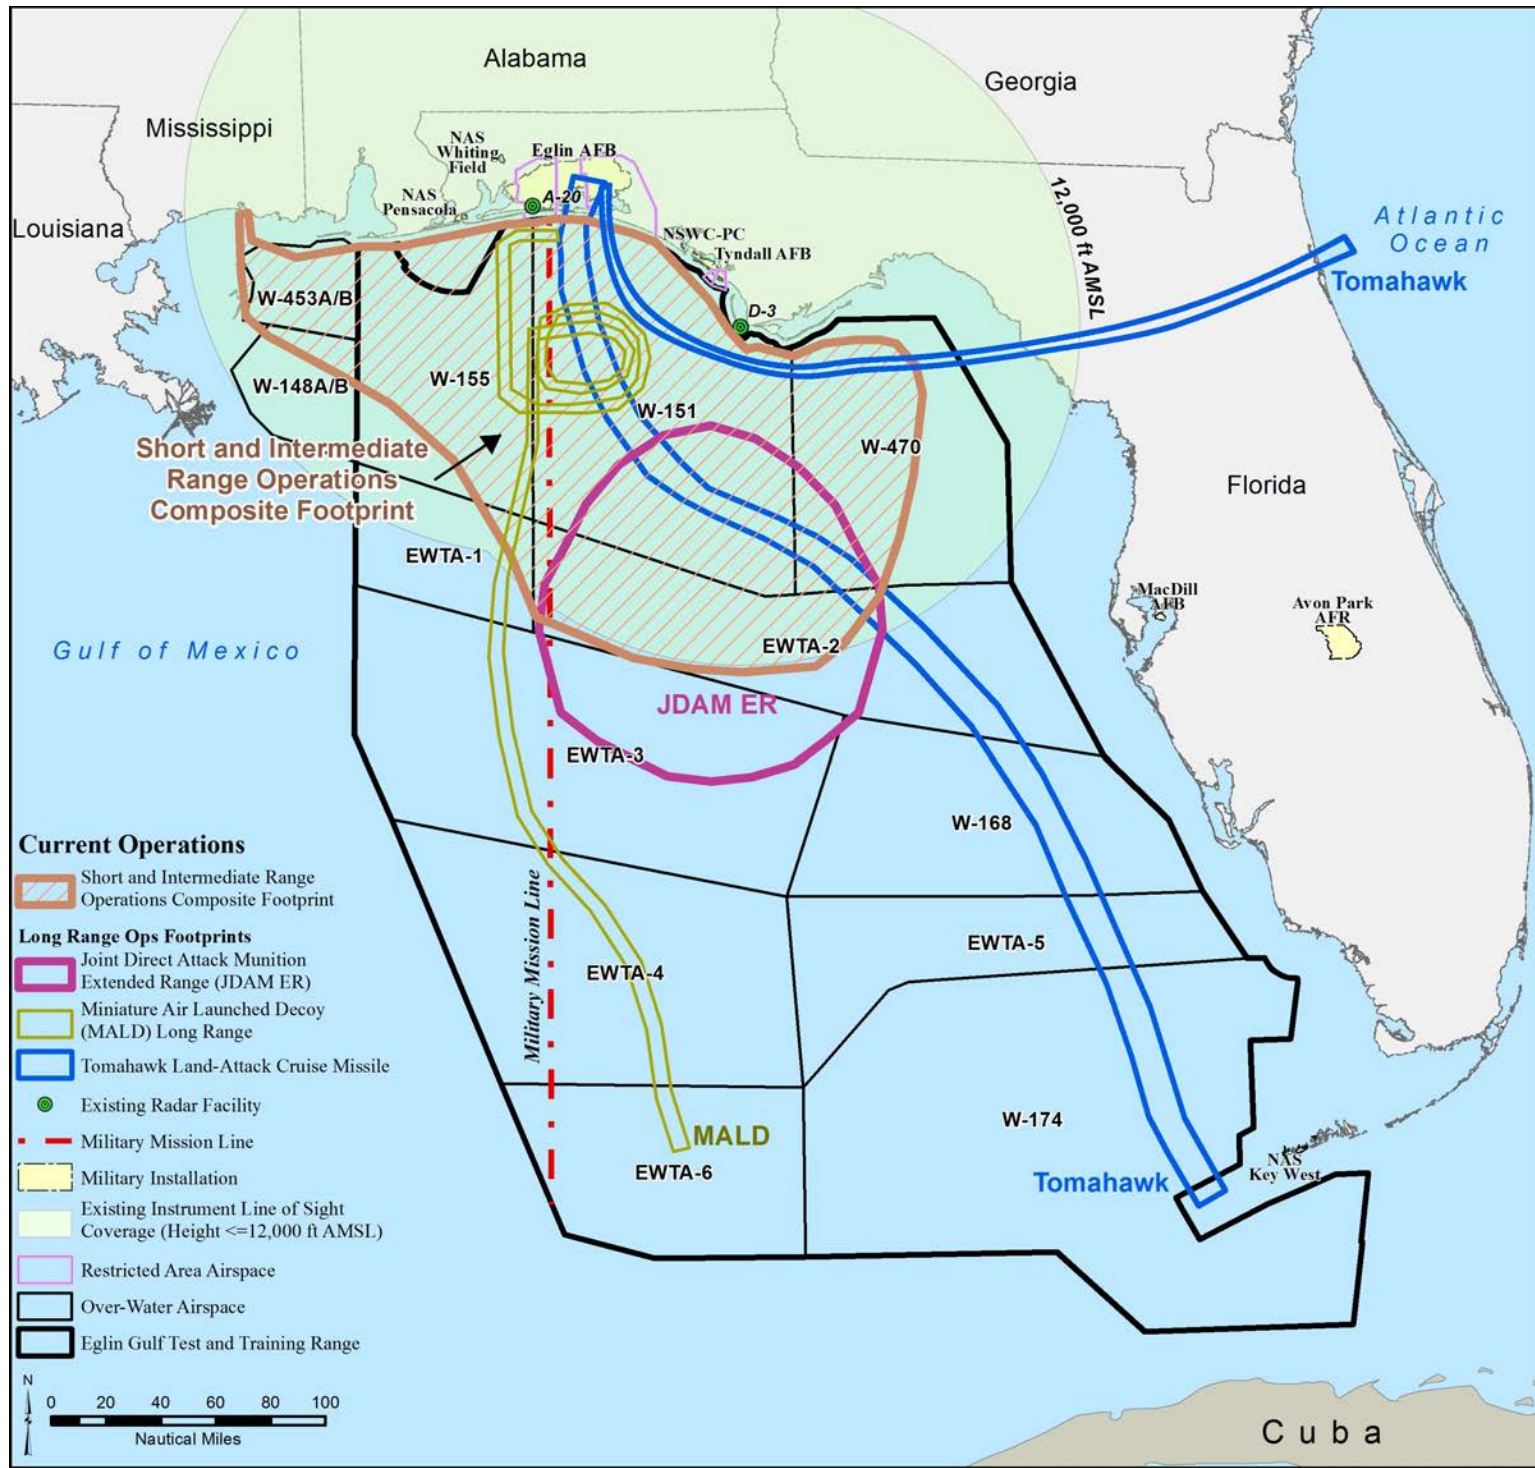 Alabama
Georgia
Mississippi
NAS
Whiting
Field
Eglin AFB
A-20
NAS
Pensacola
12,000 ft AMSL
Atlantic
Ocean
Louisiana
NSWC-PC
Tyndall AFB
Tomahawk
W-453A/B
D-3
W-148A/B
W-155
W-151
W-470
Short and Intermediate
Range Operations
Composite Footprint
Florida
EWTA-1
MacDill
AFB
Avon Park
AFR
Gulf of Mexico
EWTA-2
JDAM ER
EWTA-3
W-168
Military Mission Line
EWTA-5
EWTA-4
W-174
MALD
EWTA-6
NAS
Key West
Tomahawk
Current Operations
Short and Intermediate Range
Operations Composite Footprint
Long Range Ops Footprints
Joint Direct Attack Munition
Extended Range (JDAM ER)
Miniature Air Launched Decoy
(MALD) Long Range
Tomahawk Land-Attack Cruise Missile
Existing Radar Facility
Military Mission Line
Military Installation
Existing Instrument Line of Sight
Coverage (Height <=12,000 ft AMSL)
Restricted Area Airspace
Over-Water Airspace
Eglin Gulf Test and Training Range
N
0 20 40 60 80 100
Nautical Miles
Cuba